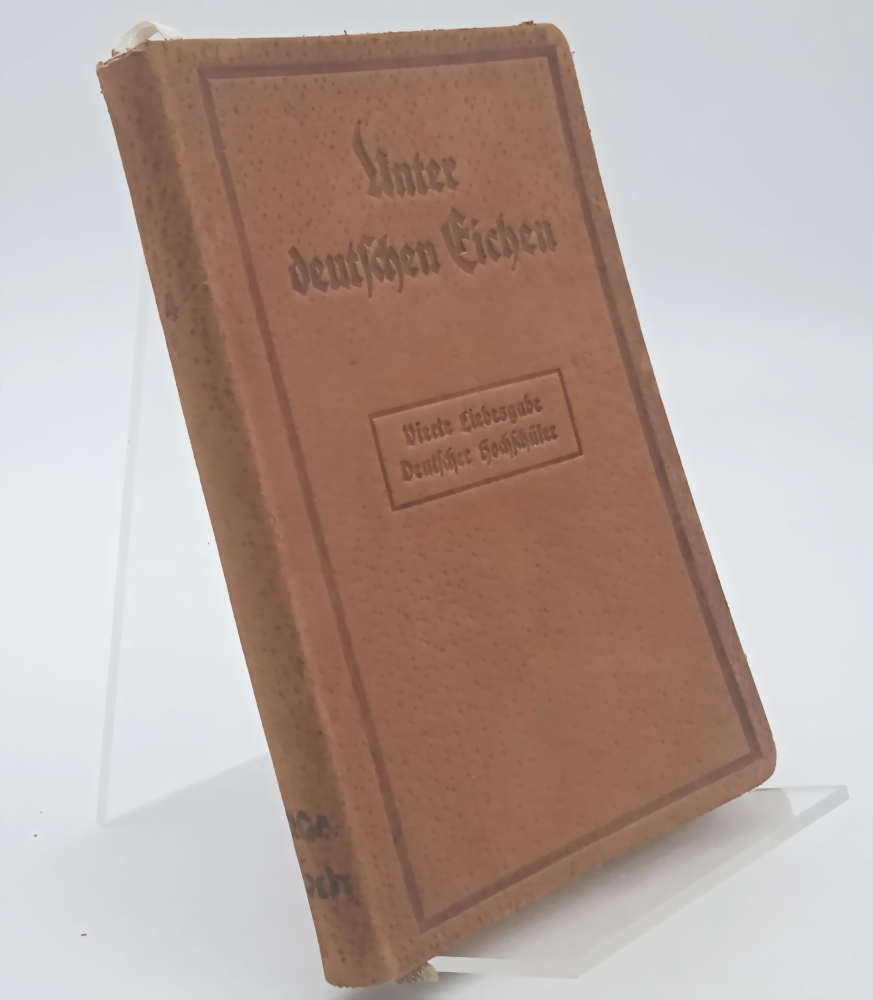 Unter
deutschen Eichen
Vierte Liebesgabe
Deutscher Hochschüler